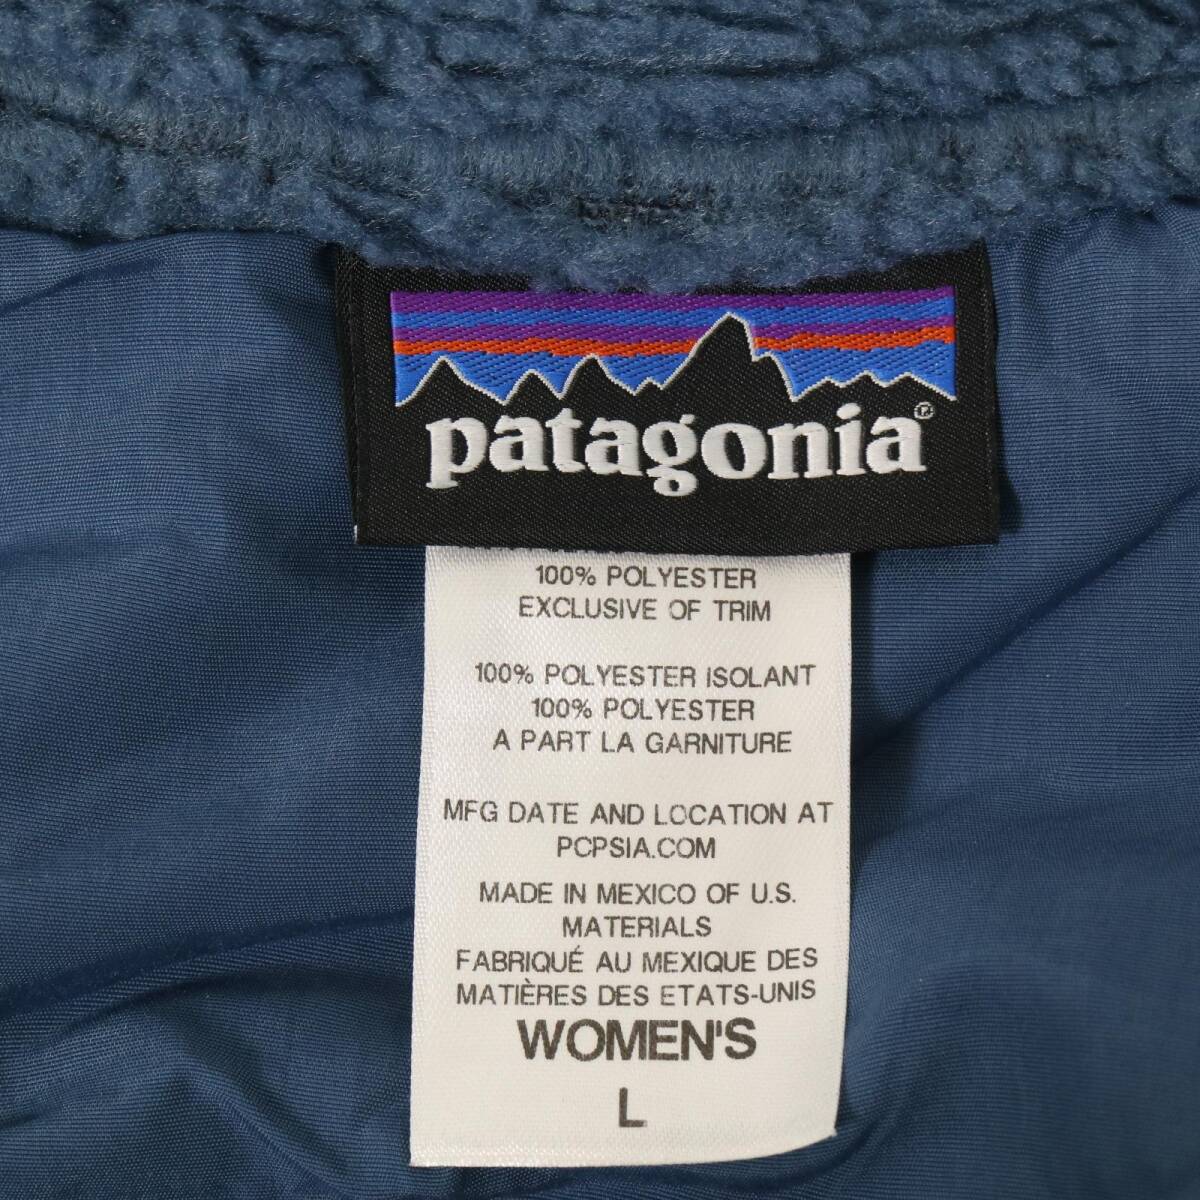 patagonia®
100% POLYESTER
EXCLUSIVE OF TRIM
100% POLYESTER ISOLANT
100% POLYESTER
A PART LA GARNITURE
MFG DATE AND LOCATION AT
PCPSIA.COM
MADE IN MEXICO OF U.S.
MATERIALS
FABRIQUÉ AU MEXIQUE DES
MATIÈRES DES ETATS-UNIS
WOMEN'S
L